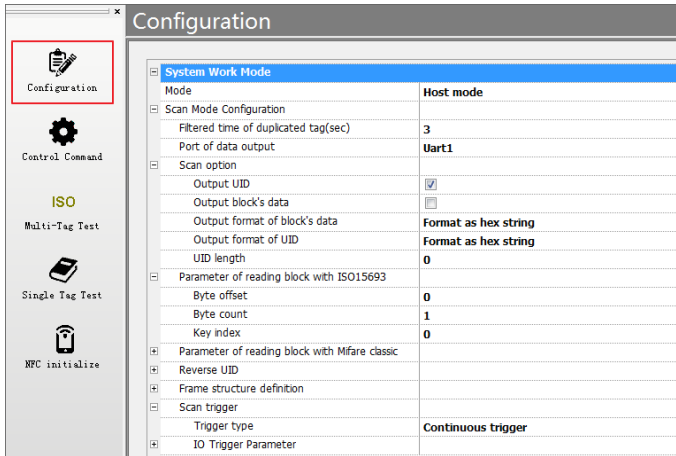 Configuration
Configuration
Control Command
ISO
Multi-Tag Test
Single Tag Test
NFC initialize
System Work Mode
Mode Host mode
Scan Mode Configuration
Filtered time of duplicated tag(sec) 3
Port of data output Uart1
Scan option
Output UID
Output block's data
Output format of block's data Format as hex string
Output format of UID Format as hex string
UID length 0
Parameter of reading block with ISO15693
Byte offset 0
Byte count 1
Key index 0
Parameter of reading block with Mifare classic
Reverse UID
Frame structure definition
Scan trigger
Trigger type Continuous trigger
IO Trigger Parameter